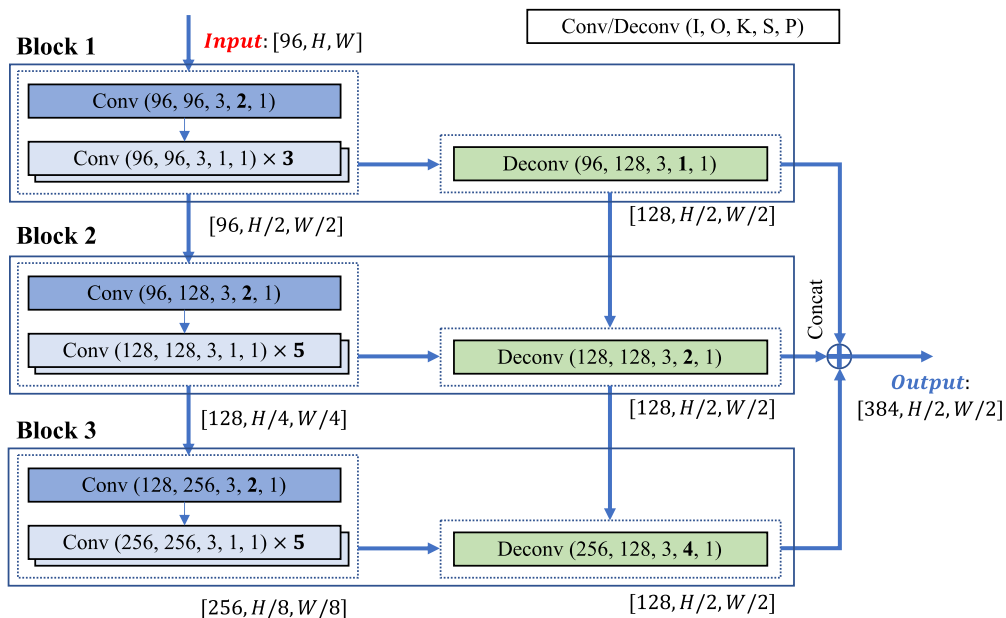 Conv/Deconv (I, O, K, S, P)
Input: [96, H, W]
Block 1
Conv (96, 96, 3, 2, 1)
Conv (96, 96, 3, 1, 1) × 3
Deconv (96, 128, 3, 1, 1)
[96, H/2, W/2]
[128, H/2, W/2]
Block 2
Conv (96, 128, 3, 2, 1)
Conv (128, 128, 3, 1, 1) × 5
Deconv (128, 128, 3, 2, 1)
Concat
Output:
[384, H/2, W/2]
[128, H/4, W/4]
[128, H/2, W/2]
Block 3
Conv (128, 256, 3, 2, 1)
Conv (256, 256, 3, 1, 1) × 5
Deconv (256, 128, 3, 4, 1)
[256, H/8, W/8]
[128, H/2, W/2]